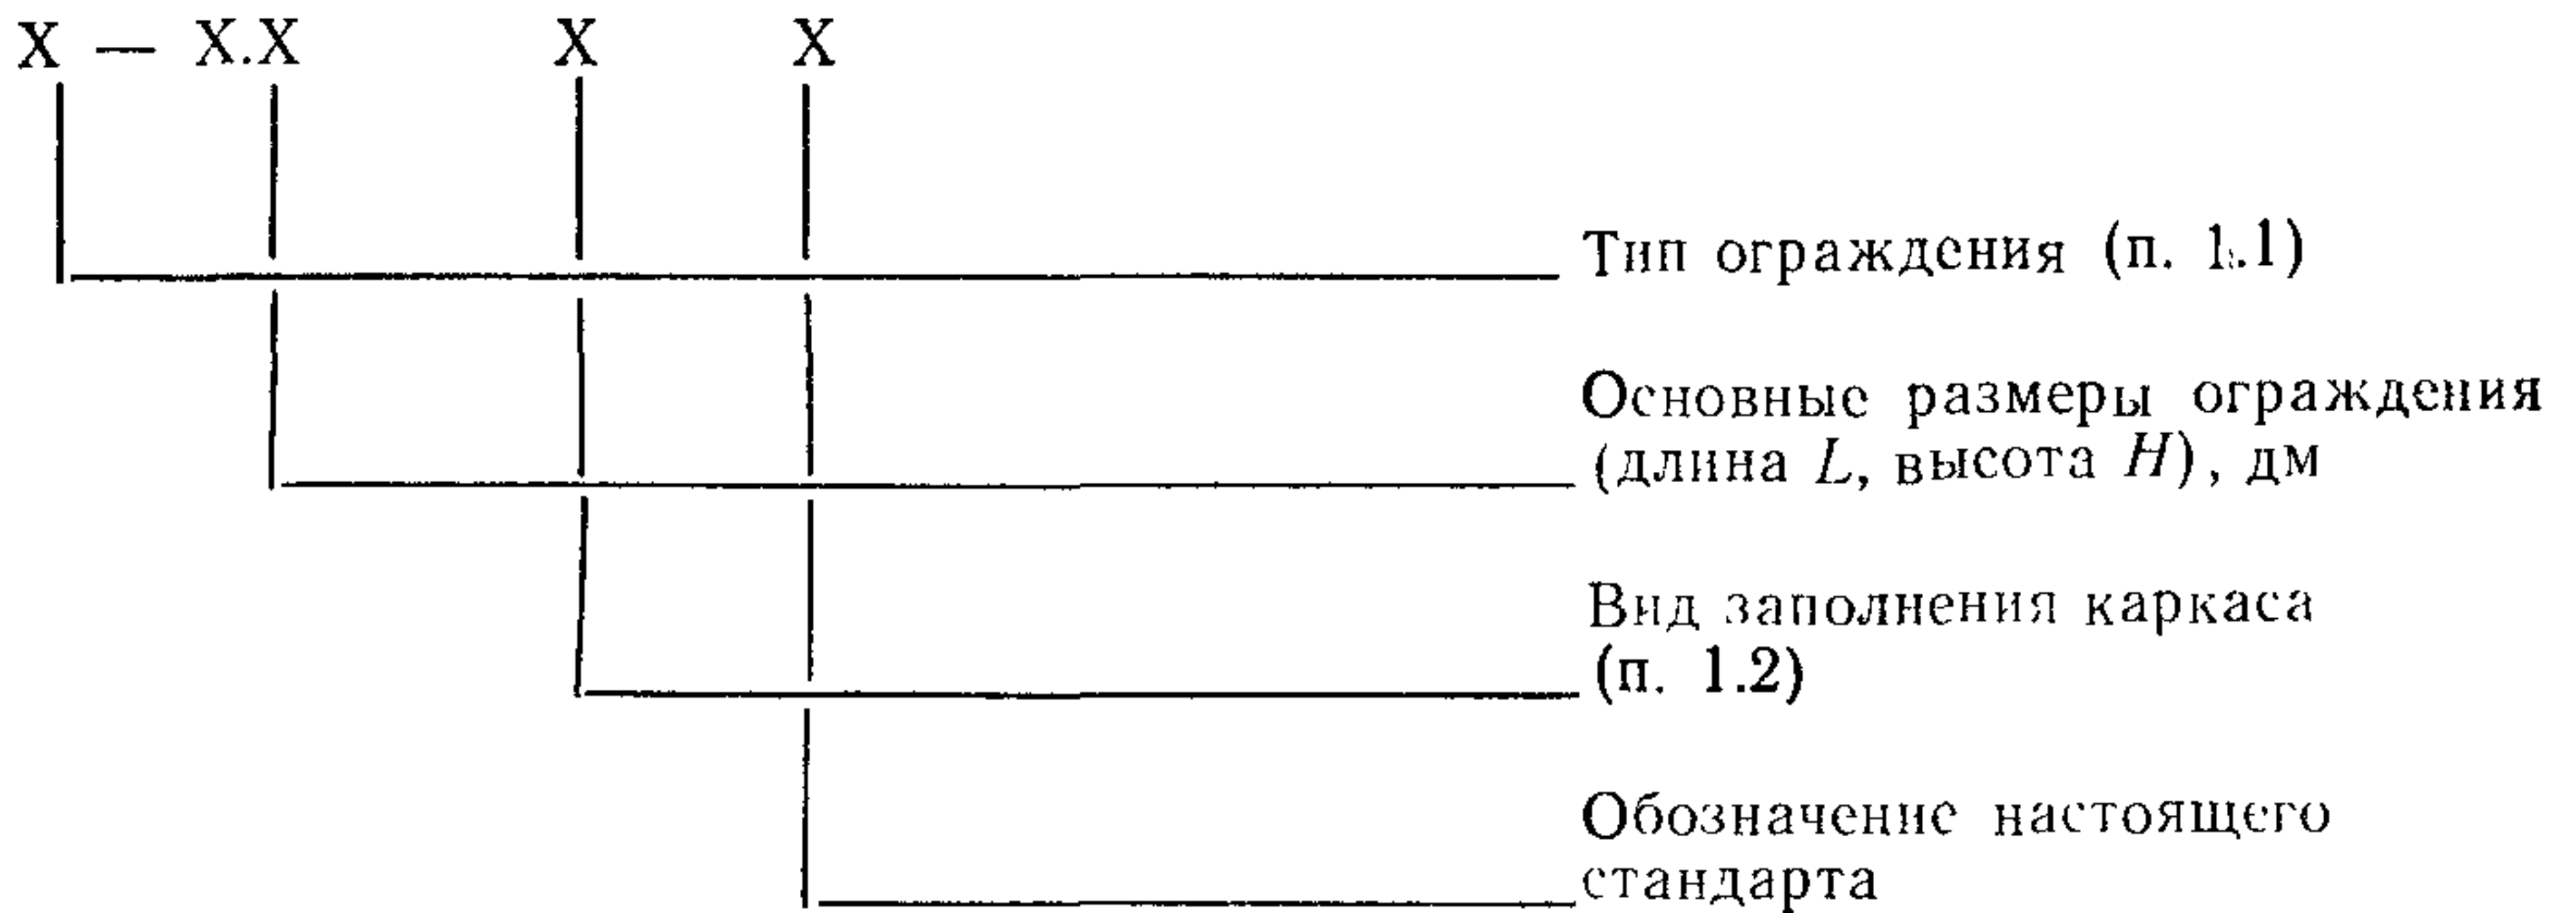 X — X.X X X
Тип ограждения (п. 1.1)
Основные размеры ограждения
(длина L, высота H), дм
Вид заполнения каркаса
(п. 1.2)
Обозначение настоящего
стандарта